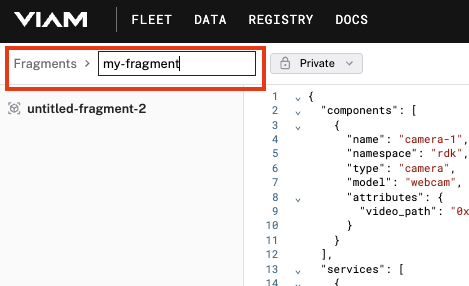 VIAM FLEET DATA REGISTRY DOCS
Fragments > my-fragment Private
untitled-fragment-2
1 {
2 "components": [
3 {
4 "name": "camera-1",
5 "namespace": "rdk",
6 "type": "camera",
7 "model": "webcam",
8 "attributes": {
9 "video_path": "0x
10 }
11 }
12 ],
13 "services": [
14 {